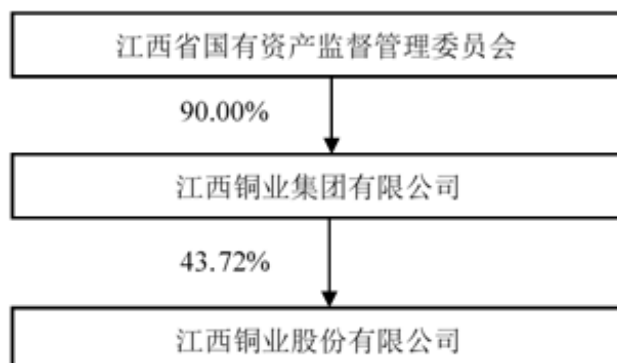 江西省国有资产监督管理委员会
90.00%
江西铜业集团有限公司
43.72%
江西铜业股份有限公司